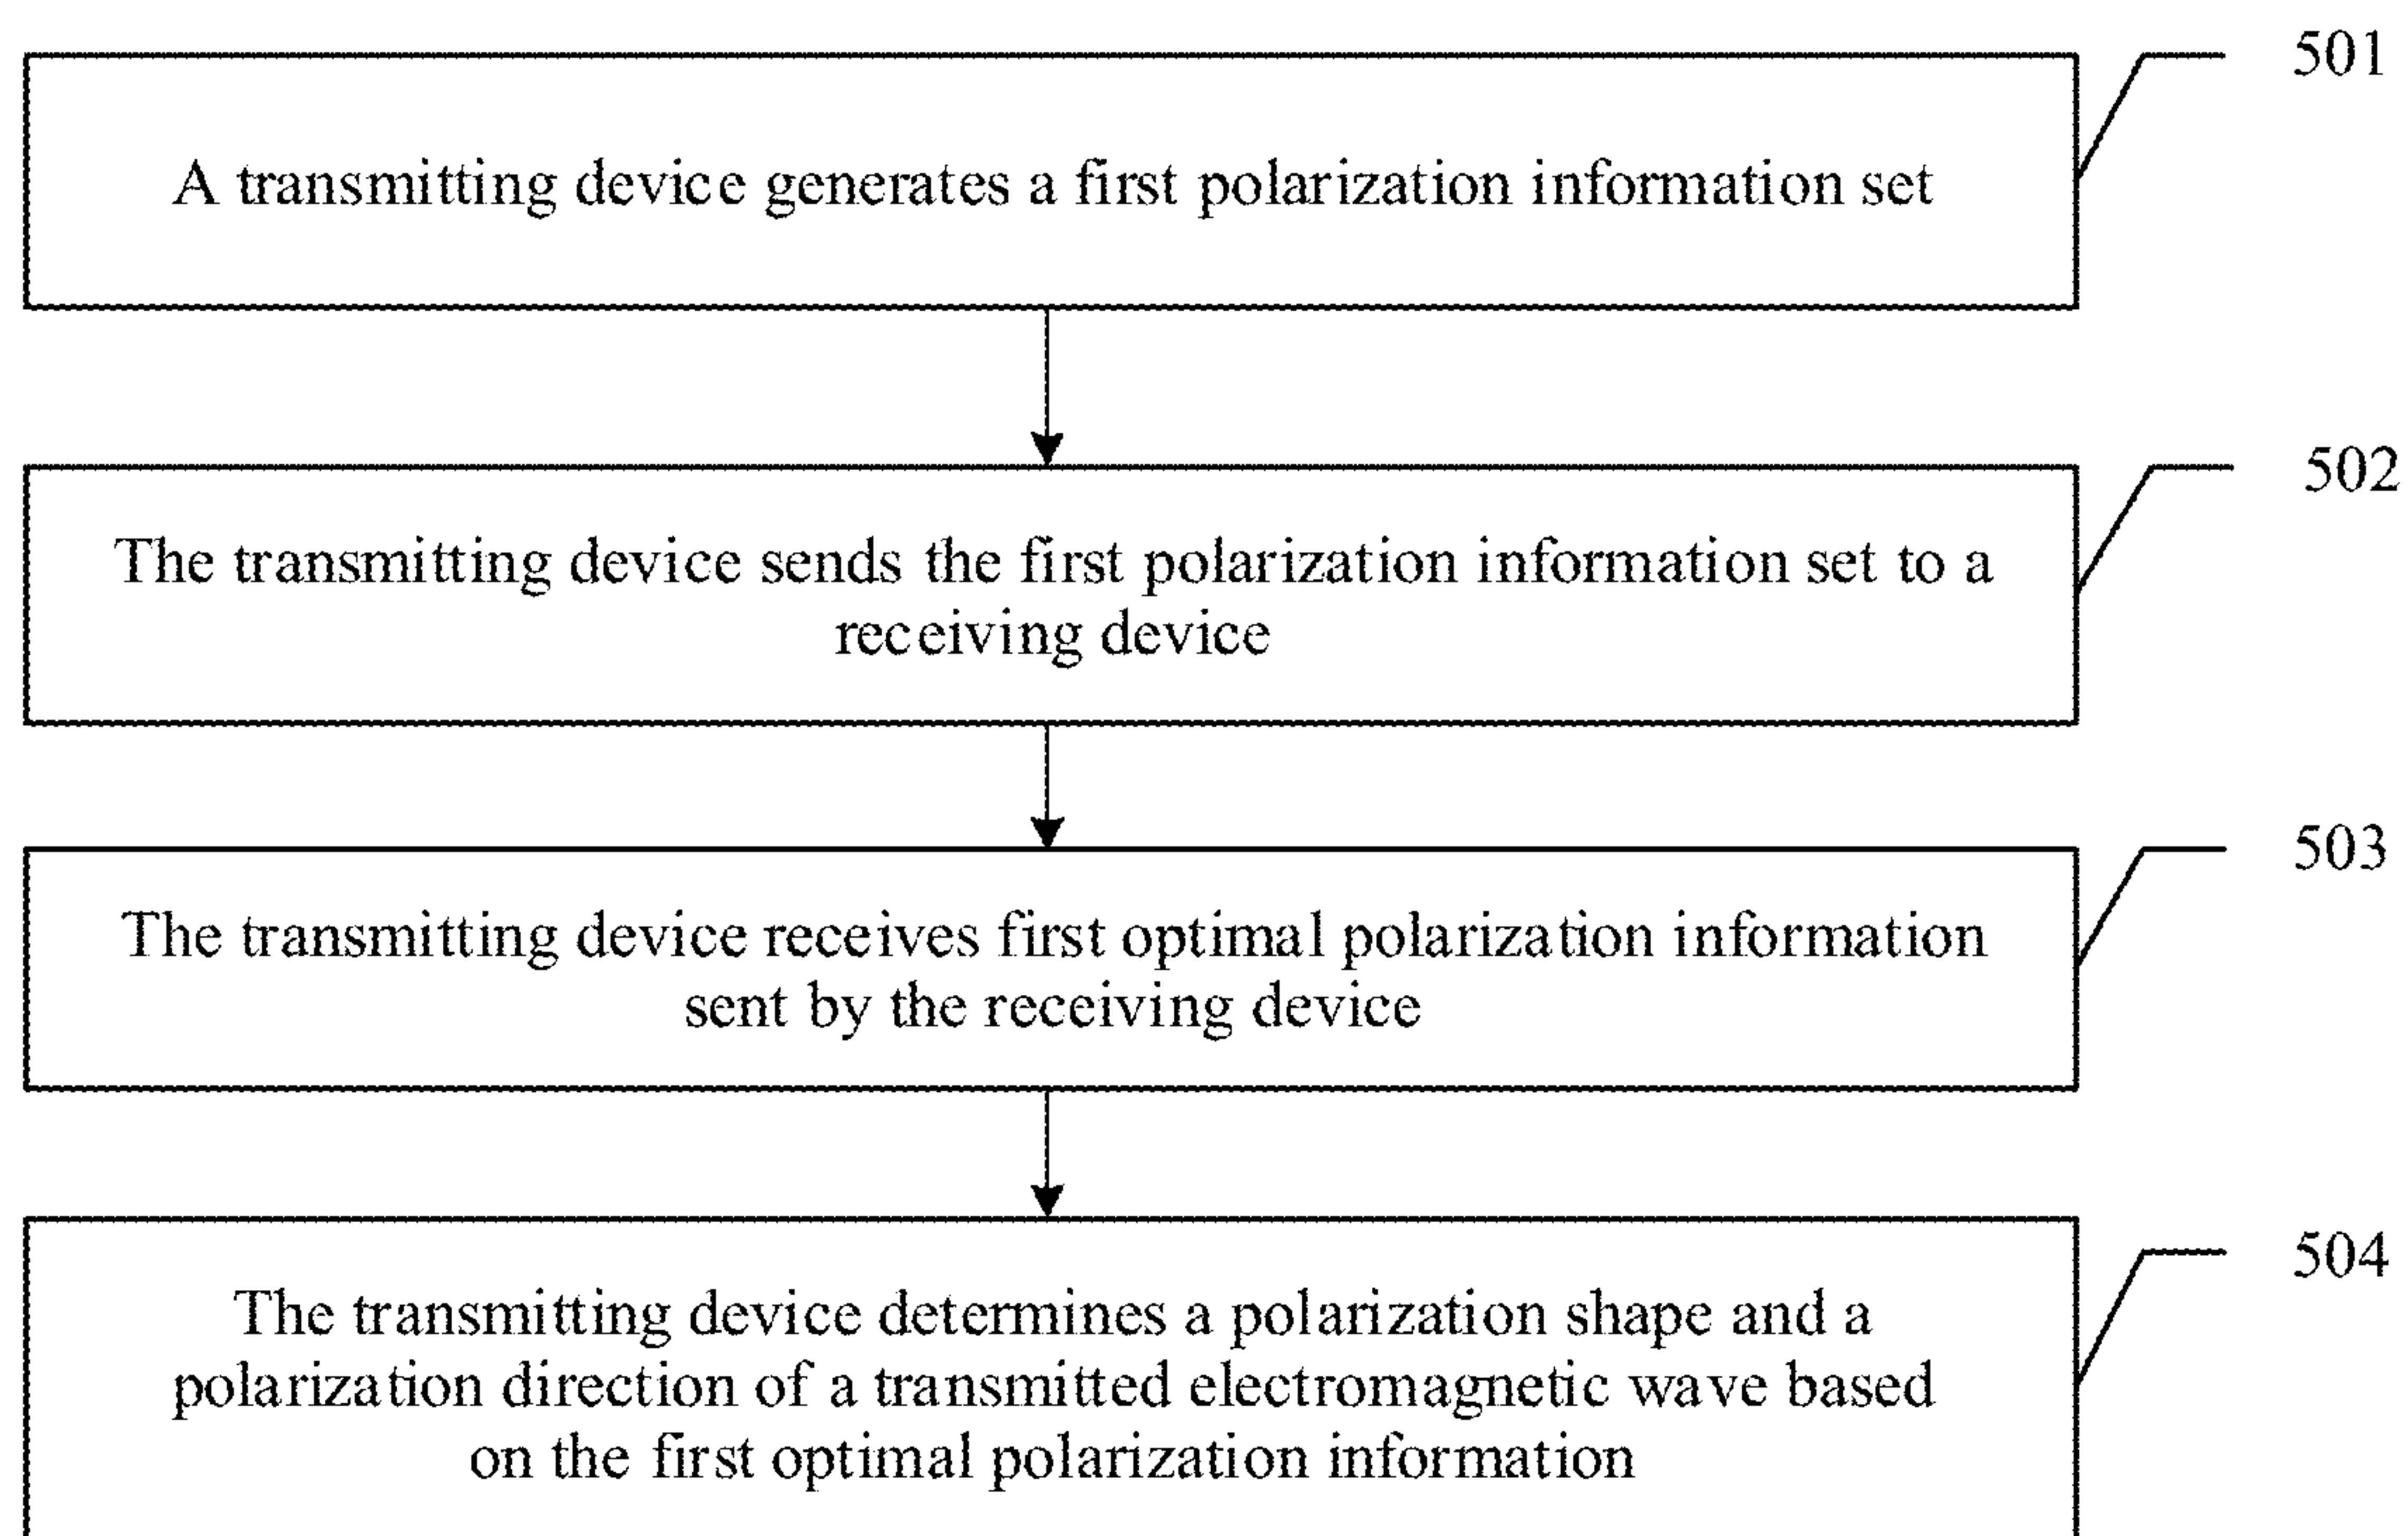 501
A transmitting device generates a first polarization information set
502
The transmitting device sends the first polarization information set to a
receiving device
503
The transmitting device receives first optimal polarization information
sent by the receiving device
504
The transmitting device determines a polarization shape and a
polarization direction of a transmitted electromagnetic wave based
on the first optimal polarization information